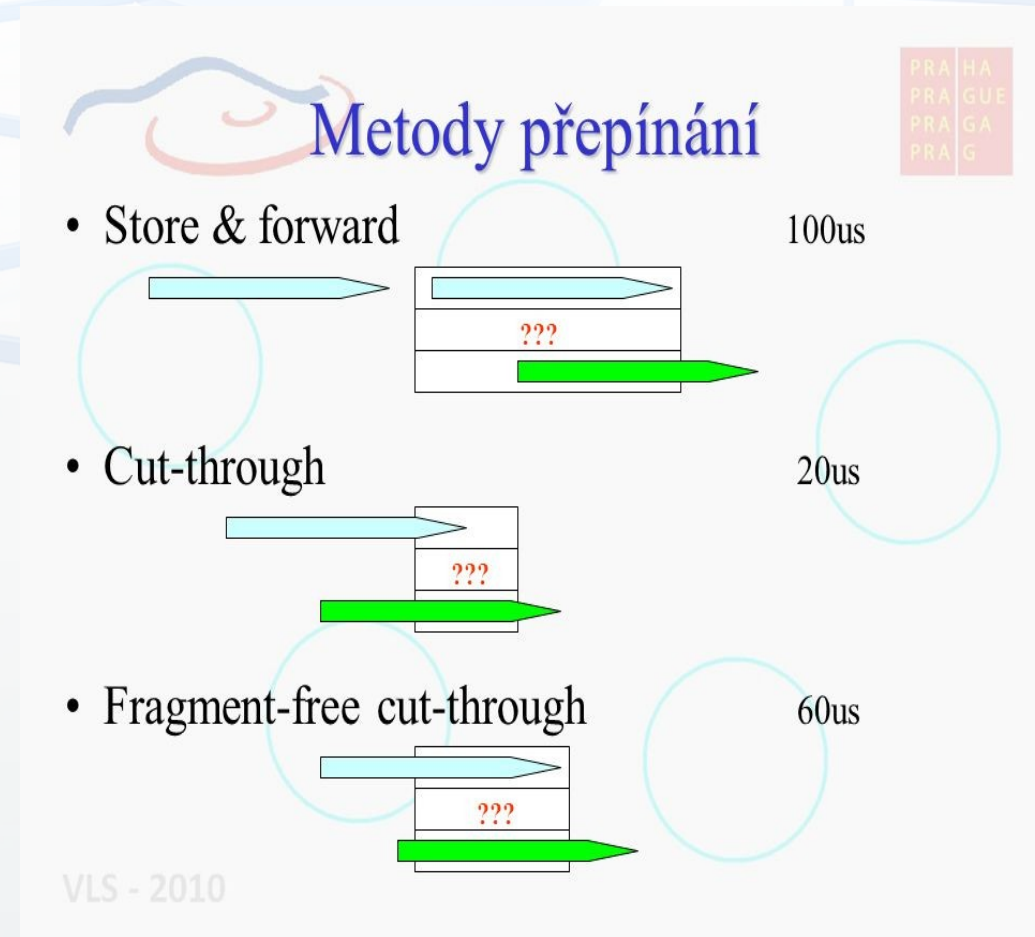 PRA HA
PRA GUE
PRA GA
PRA G
Metody přepínání
• Store & forward 100us
???
• Cut-through 20us
???
• Fragment-free cut-through 60us
???
VLS - 2010